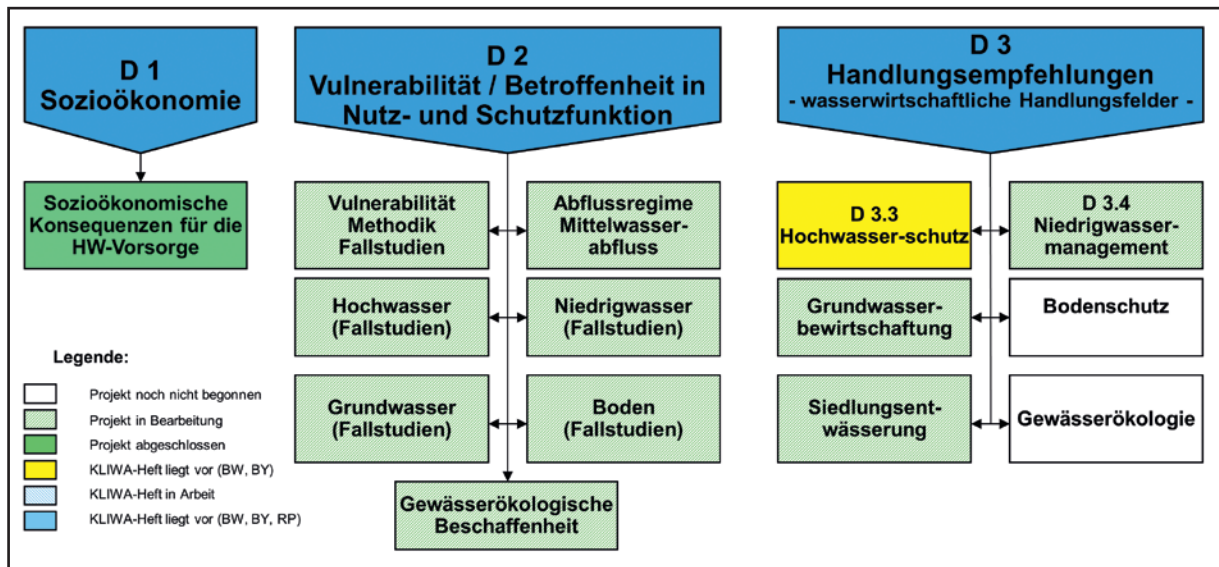 D 1
Sozioökonomie
Sozioökonomische
Konsequenzen für die
HW-Vorsorge
D 2
Vulnerabilität / Betroffenheit in
Nutz- und Schutzfunktion
Vulnerabilität
Methodik
Fallstudien
Abflussregime
Mittelwasser-
abfluss
Hochwasser
(Fallstudien)
Niedrigwasser
(Fallstudien)
Grundwasser
(Fallstudien)
Boden
(Fallstudien)
Gewässerökologische
Beschaffenheit
D 3
Handlungsempfehlungen
- wasserwirtschaftliche Handlungsfelder -
D 3.3
Hochwasser-schutz
D 3.4
Niedrigwasser-
management
Grundwasser-
bewirtschaftung
Bodenschutz
Siedlungsent-
wässerung
Gewässerökologie
Legende:
Projekt noch nicht begonnen
Projekt in Bearbeitung
Projekt abgeschlossen
KLIWA-Heft liegt vor (BW, BY)
KLIWA-Heft in Arbeit
KLIWA-Heft liegt vor (BW, BY, RP)